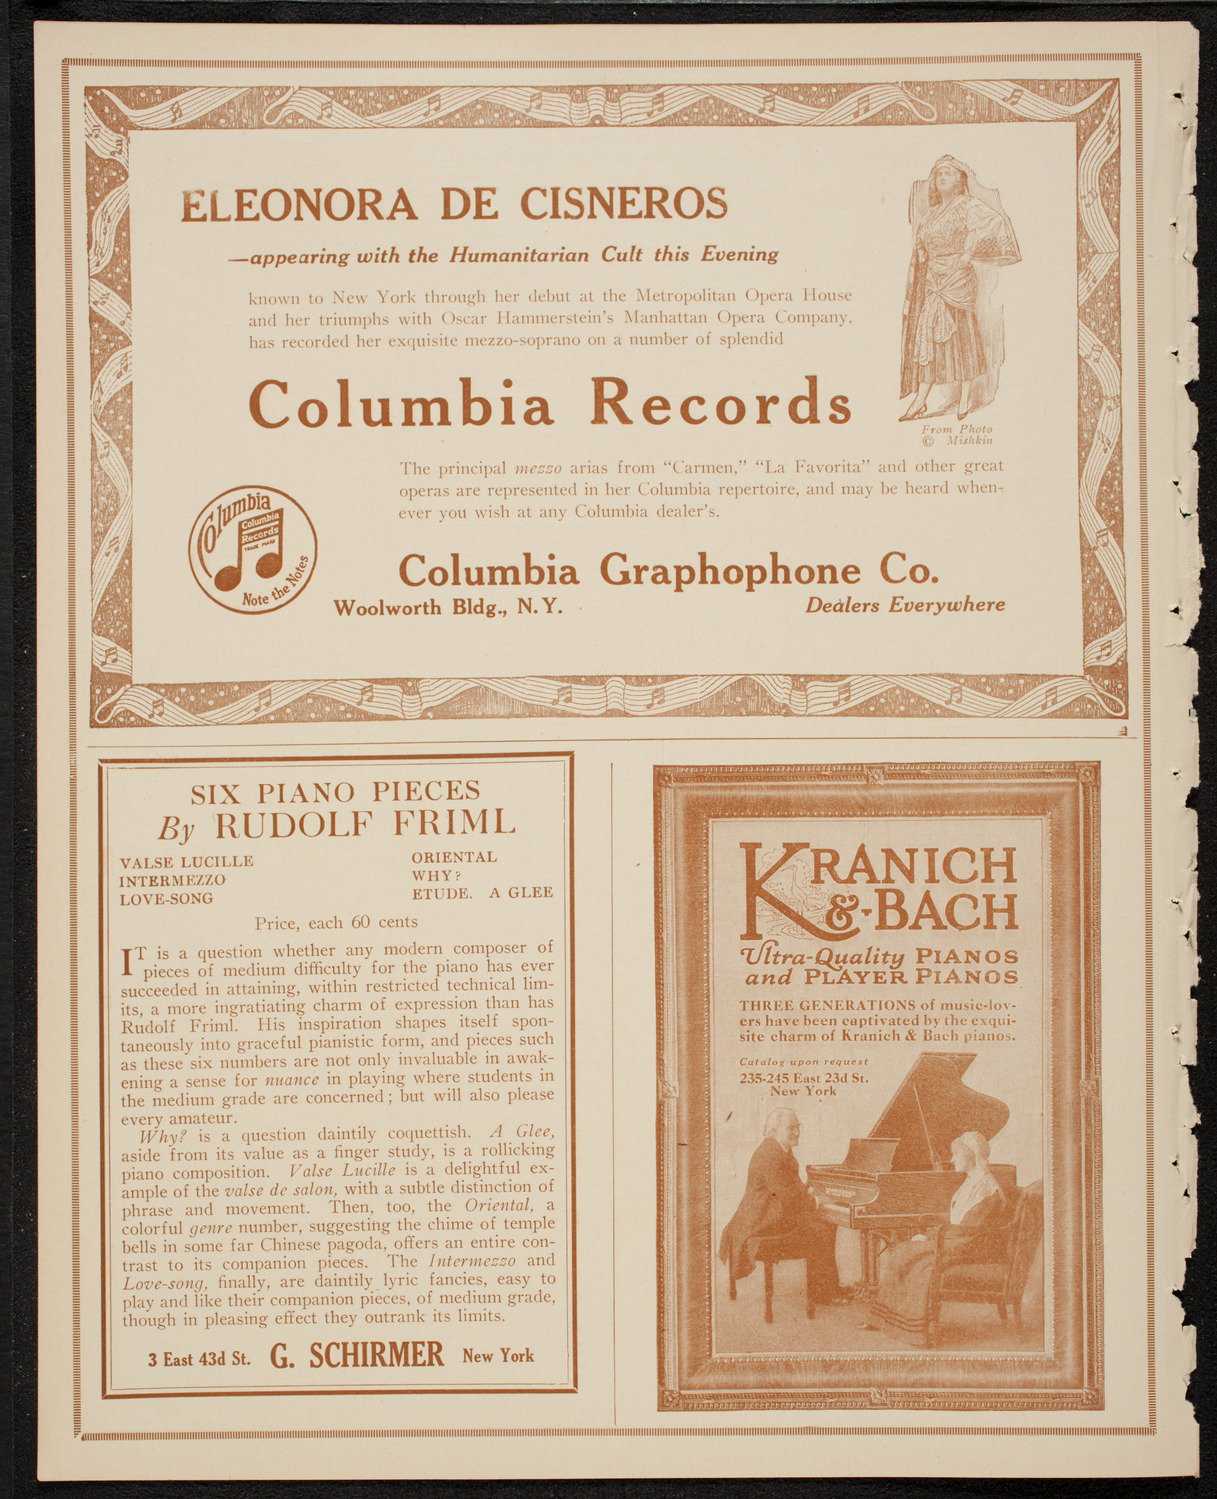 ELEONORA DE CISNEROS
—appearing with the Humanitarian Cult this Evening
known to New York through her debut at the Metropolitan Opera House
and her triumphs with Oscar Hammerstein's Manhattan Opera Company,
has recorded her exquisite mezzo-soprano on a number of splendid
Columbia Records
From Photo
© Mishkin
The principal mezzo arias from "Carmen," "La Favorita" and other great
operas are represented in her Columbia repertoire, and may be heard when-
ever you wish at any Columbia dealer's.
Columbia
Columbia
Records
TRADE MARK
Note the Notes
Columbia Graphophone Co.
Woolworth Bldg., N. Y.
Dealers Everywhere
SIX PIANO PIECES
By RUDOLF FRIML
VALSE LUCILLE
INTERMEZZO
LOVE-SONG
ORIENTAL
WHY?
ETUDE. A GLEE
Price, each 60 cents
IT is a question whether any modern composer of
pieces of medium difficulty for the piano has ever
succeeded in attaining, within restricted technical lim-
its, a more ingratiating charm of expression than has
Rudolf Friml. His inspiration shapes itself spon-
taneously into graceful pianistic form, and pieces such
as these six numbers are not only invaluable in awak-
ening a sense for nuance in playing where students in
the medium grade are concerned; but will also please
every amateur.
Why? is a question daintily coquettish. A Glee,
aside from its value as a finger study, is a rollicking
piano composition. Valse Lucille is a delightful ex-
ample of the valse de salon, with a subtle distinction of
phrase and movement. Then, too, the Oriental, a
colorful genre number, suggesting the chime of temple
bells in some far Chinese pagoda, offers an entire con-
trast to its companion pieces. The Intermezzo and
Love-song, finally, are daintily lyric fancies, easy to
play and like their companion pieces, of medium grade,
though in pleasing effect they outrank its limits.
3 East 43d St. G. SCHIRMER New York
KRANICH
&-BACH
Ultra-Quality PIANOS
and PLAYER PIANOS
THREE GENERATIONS of music-lov-
ers have been captivated by the exqui-
site charm of Kranich & Bach pianos.
Catalog upon request
235-245 East 23d St.
New York